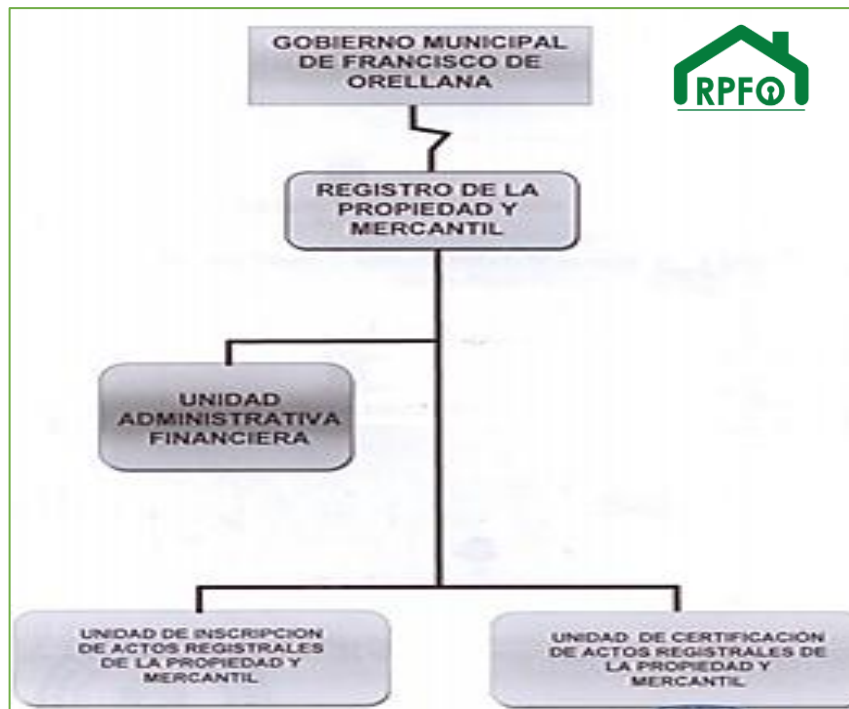 GOBIERNO MUNICIPAL
DE FRANCISCO DE
ORELLANA
RPFO
REGISTRO DE LA
PROPIEDAD Y
MERCANTIL
UNIDAD
ADMINISTRATIVA
FINANCIERA
UNIDAD DE INSCRIPCION
DE ACTOS REGISTRALES
DE LA PROPIEDAD Y
MERCANTIL
UNIDAD DE CERTIFICACIÓN
DE ACTOS REGISTRALES DE
LA PROPIEDAD Y
MERCANTIL